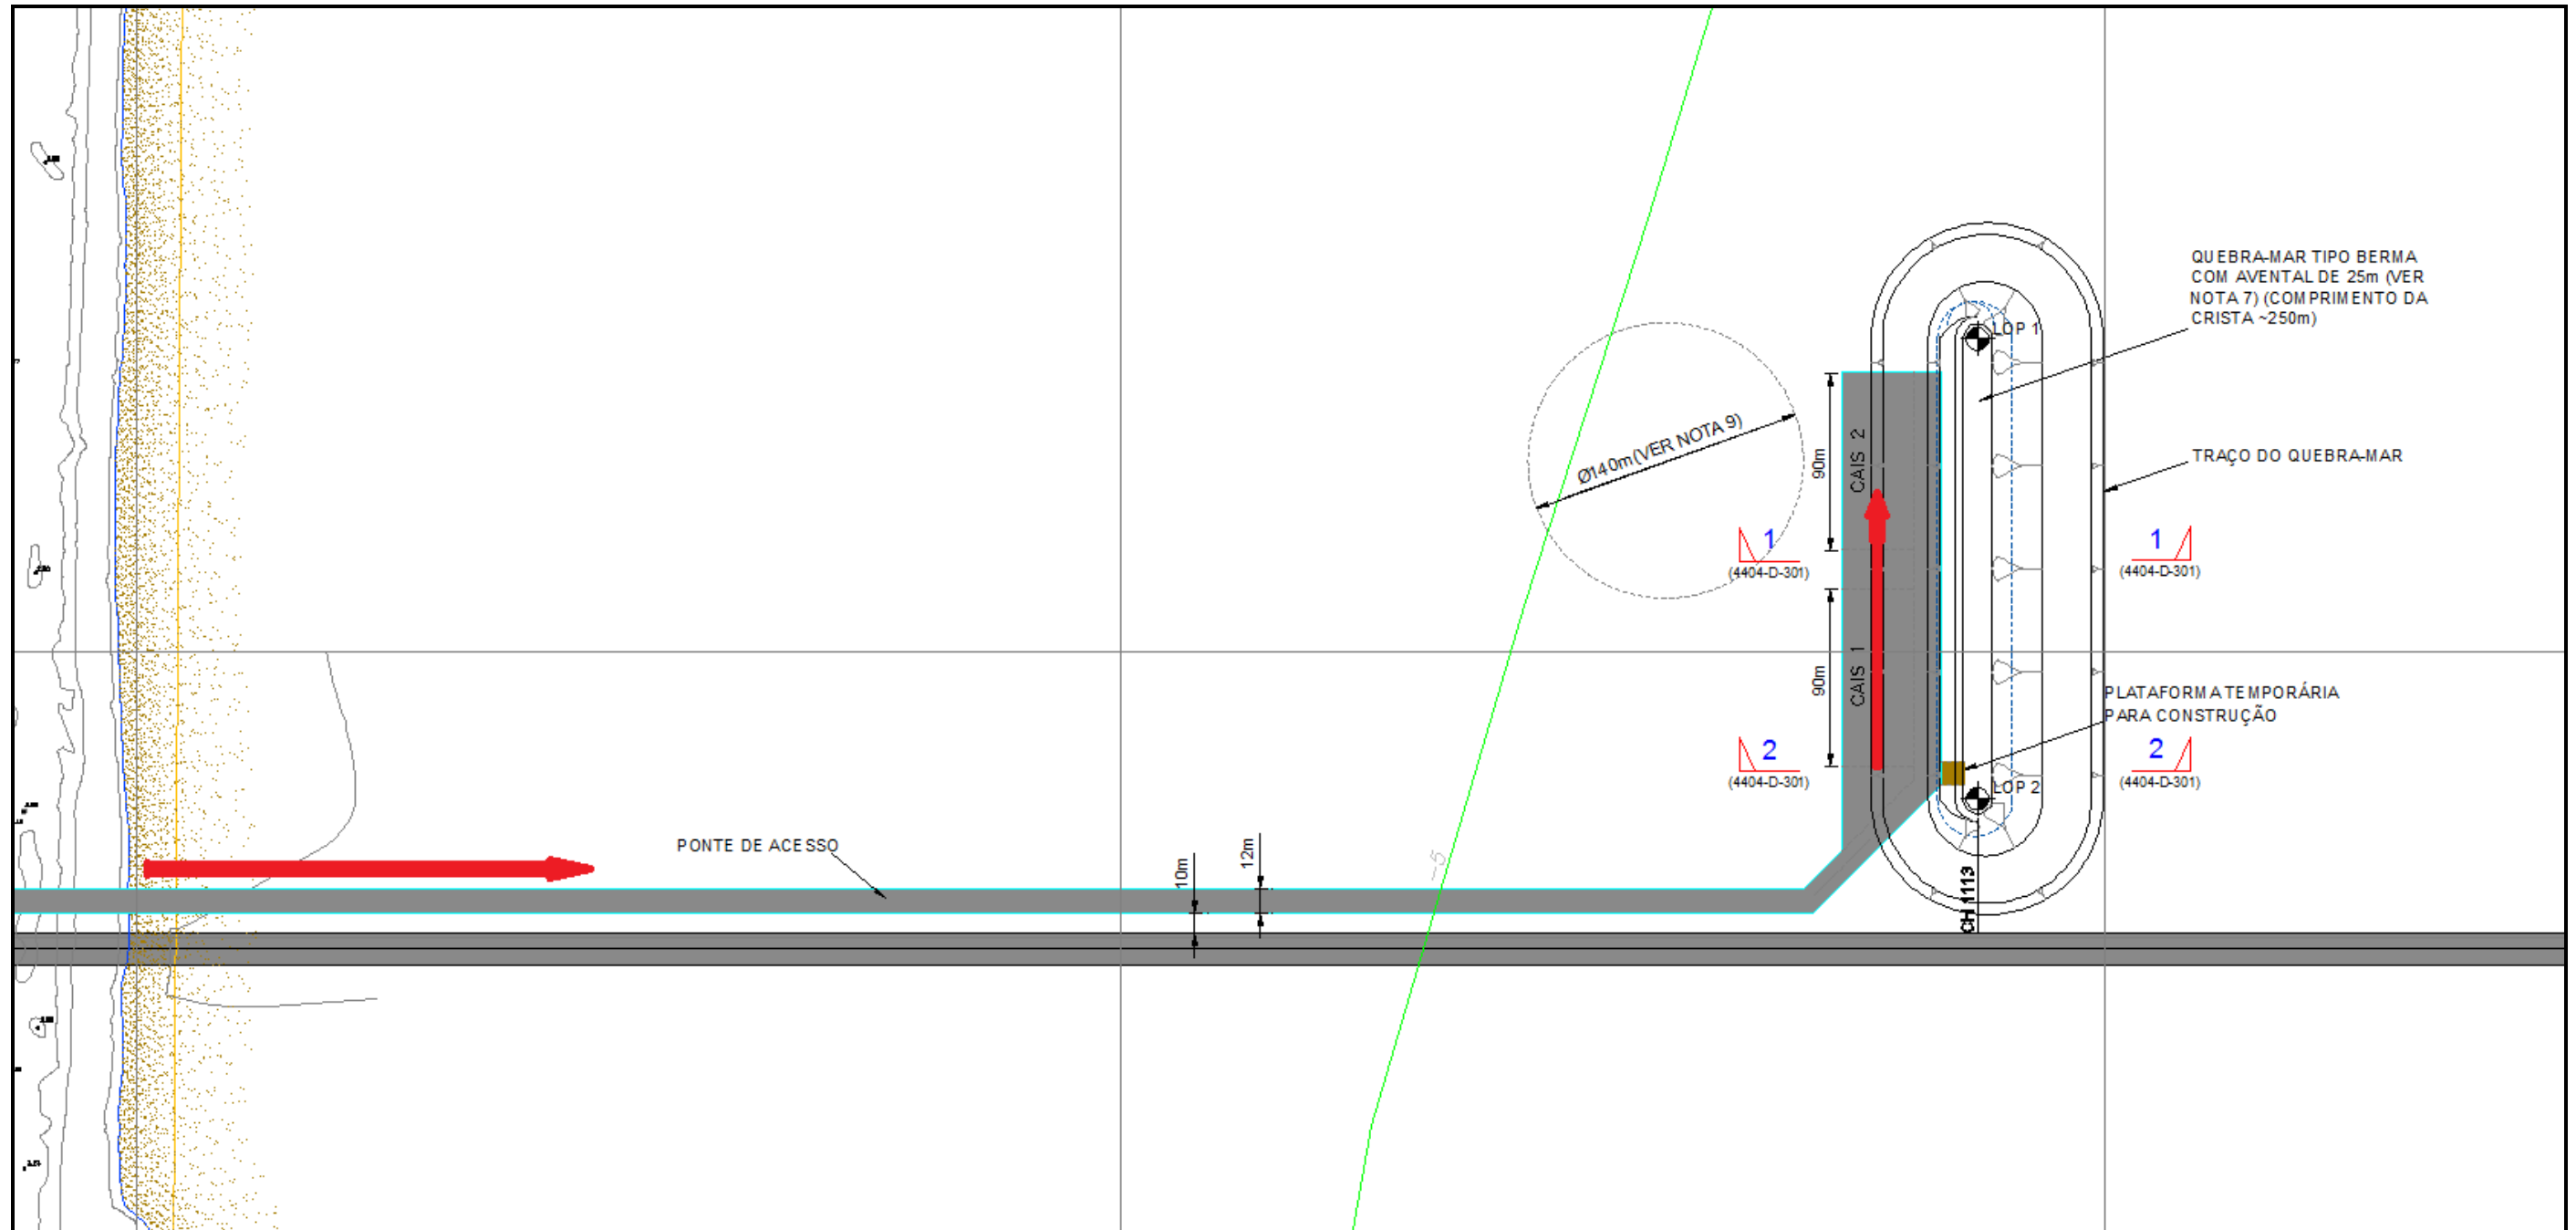 QUEBRA-MAR TIPO BERMA
COM AVENTAL DE 25m (VER
NOTA 7) (COMPRIMENTO DA
CRISTA ~250m)
LOP 1
Ø140m(VER NOTA 9)
90m
CAIS 2
TRAÇO DO QUEBRA-MAR
1
(4404-D-301)
1
(4404-D-301)
90m
CAIS 1
PLATAFORMA TEMPORÁRIA
PARA CONSTRUÇÃO
2
(4404-D-301)
2
(4404-D-301)
LOP 2
PONTE DE ACESSO
10m
12m
-5
CH 1113